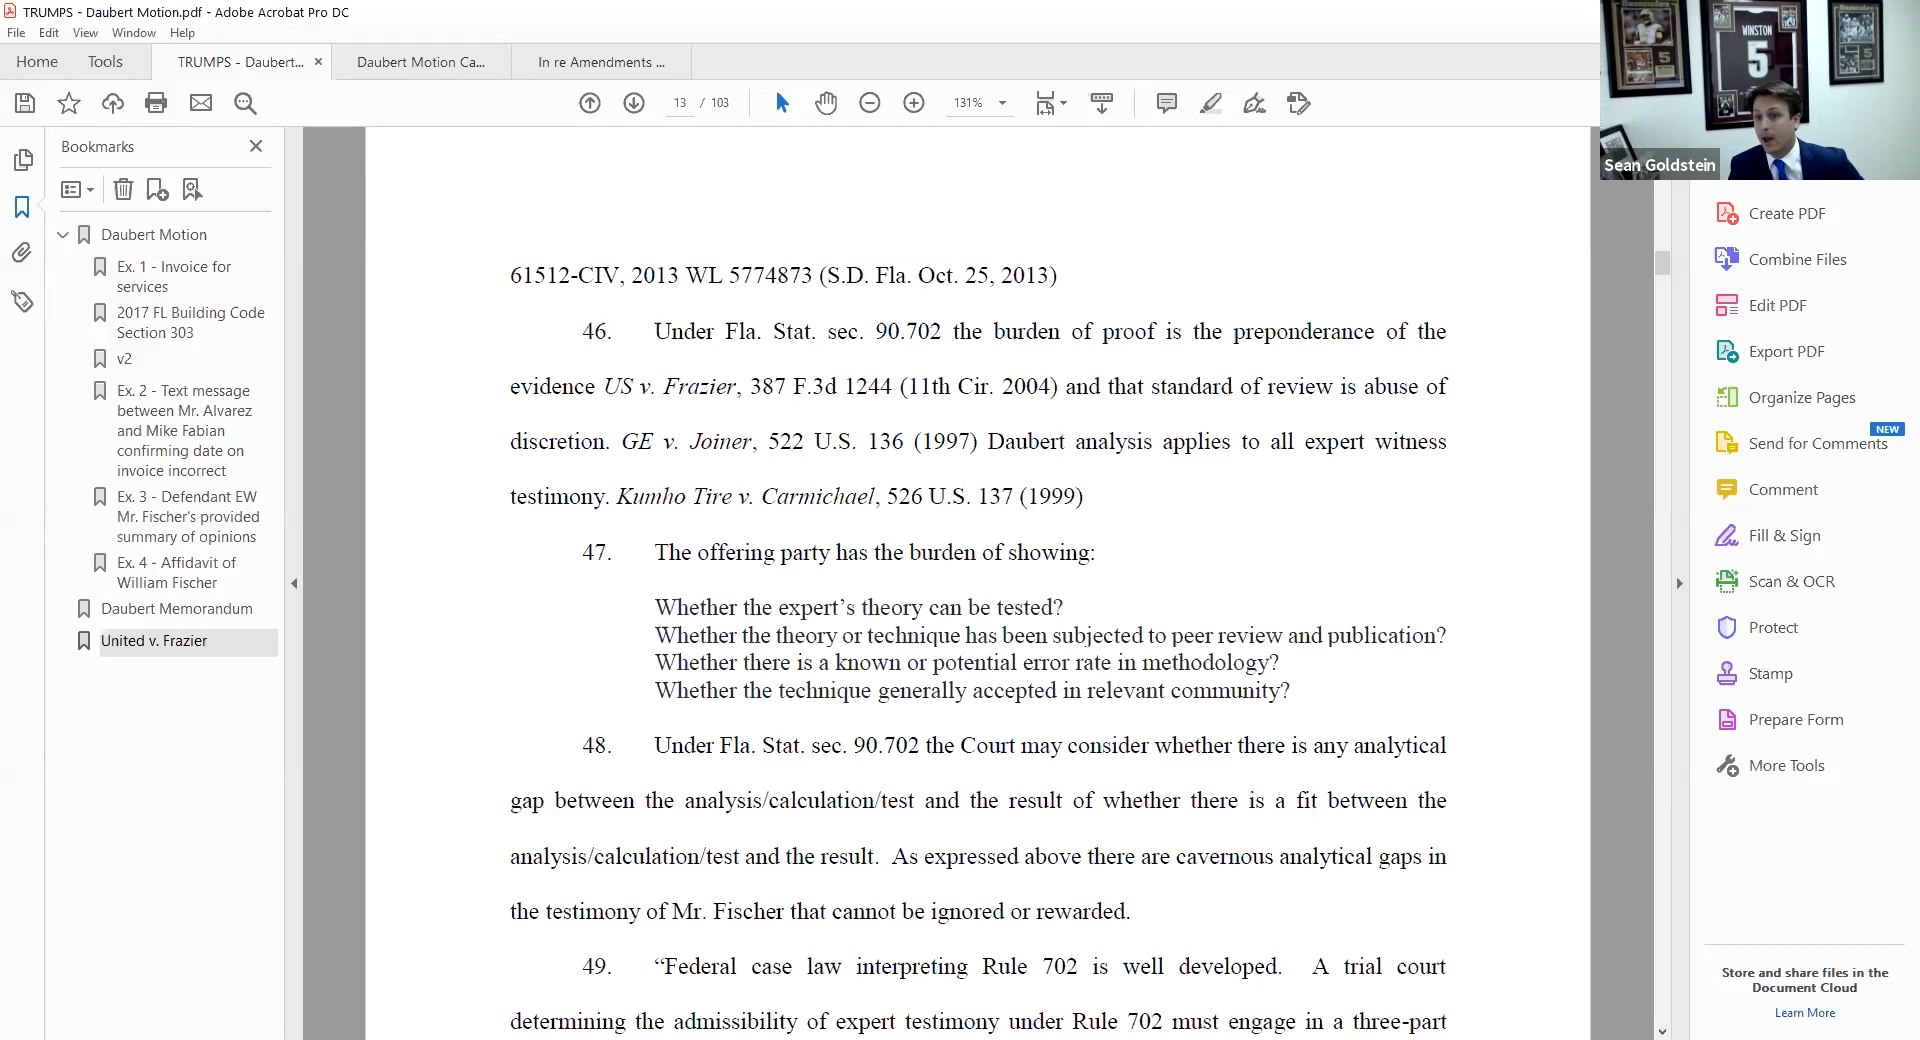 TRUMPS - Daubert Motion.pdf - Adobe Acrobat Pro DC
File Edit View Window Help
Home Tools TRUMPS - Daubert... × Daubert Motion Ca... In re Amendments ...
13 / 103 131%
WINSTON
5
Sean Goldstein
Bookmarks
Daubert Motion
Ex. 1 - Invoice for
services
2017 FL Building Code
Section 303
v2
Ex. 2 - Text message
between Mr. Alvarez
and Mike Fabian
confirming date on
invoice incorrect
Ex. 3 - Defendant EW
Mr. Fischer's provided
summary of opinions
Ex. 4 - Affidavit of
William Fischer
Daubert Memorandum
United v. Frazier
61512-CIV, 2013 WL 5774873 (S.D. Fla. Oct. 25, 2013)
46. Under Fla. Stat. sec. 90.702 the burden of proof is the preponderance of the
evidence US v. Frazier, 387 F.3d 1244 (11th Cir. 2004) and that standard of review is abuse of
discretion. GE v. Joiner, 522 U.S. 136 (1997) Daubert analysis applies to all expert witness
testimony. Kumho Tire v. Carmichael, 526 U.S. 137 (1999)
47. The offering party has the burden of showing:
Whether the expert’s theory can be tested?
Whether the theory or technique has been subjected to peer review and publication?
Whether there is a known or potential error rate in methodology?
Whether the technique generally accepted in relevant community?
48. Under Fla. Stat. sec. 90.702 the Court may consider whether there is any analytical
gap between the analysis/calculation/test and the result of whether there is a fit between the
analysis/calculation/test and the result. As expressed above there are cavernous analytical gaps in
the testimony of Mr. Fischer that cannot be ignored or rewarded.
49. “Federal case law interpreting Rule 702 is well developed. A trial court
determining the admissibility of expert testimony under Rule 702 must engage in a three-part
Create PDF
Combine Files
Edit PDF
Export PDF
Organize Pages
NEW
Send for Comments
Comment
Fill & Sign
Scan & OCR
Protect
Stamp
Prepare Form
More Tools
Store and share files in the
Document Cloud
Learn More